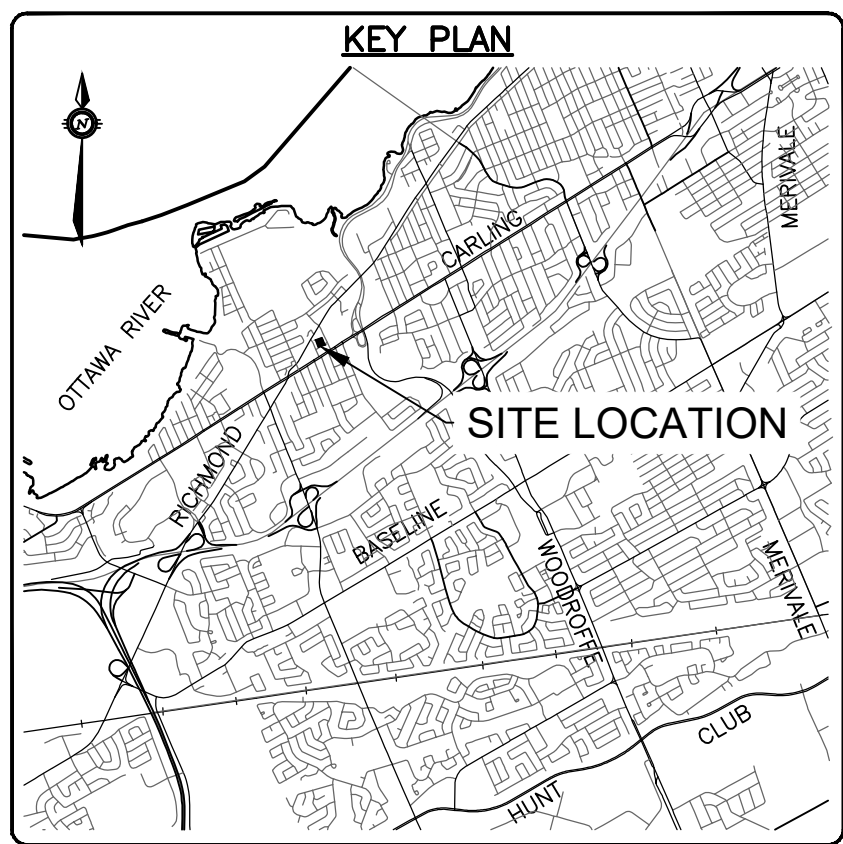 KEY PLAN
N
MERIVALE
CARLING
OTTAWA RIVER
SITE LOCATION
RICHMOND
BASELINE
WOODROFFE
MERIVALE
CLUB
HUNT